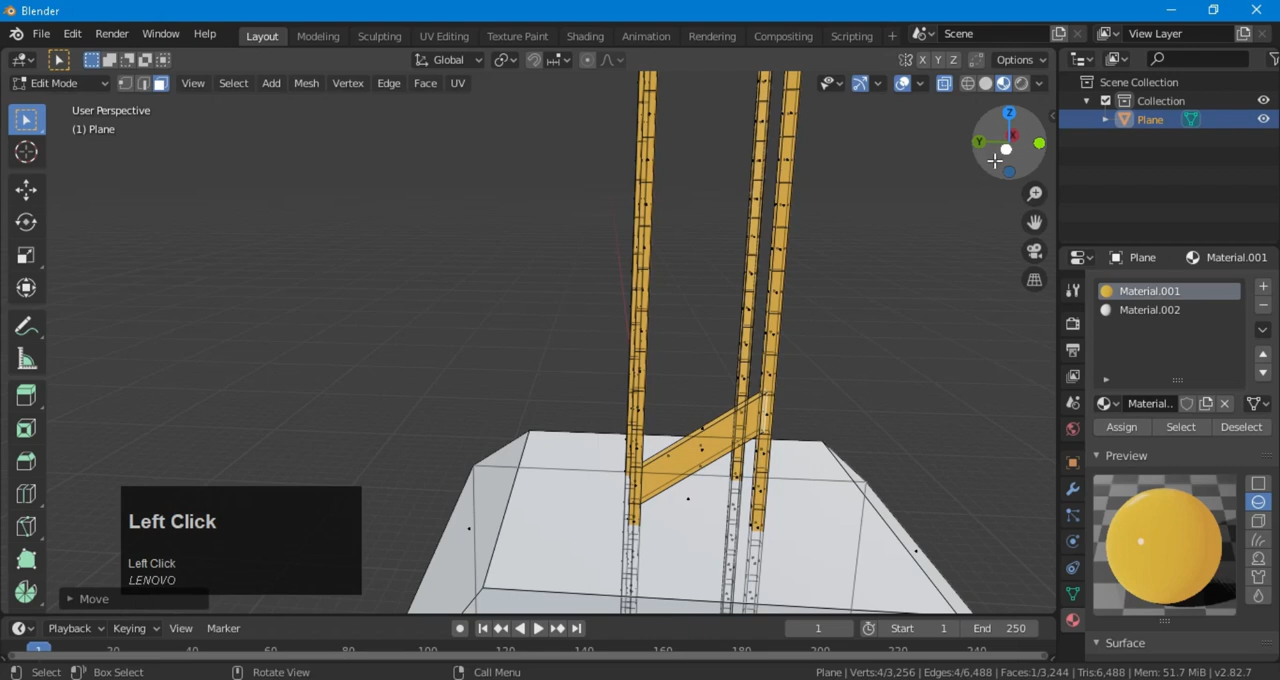 Blender
File Edit Render Window Help Layout Modeling Sculpting UV Editing Texture Paint Shading Animation Rendering Compositing Scripting + Scene View Layer
Global X Y Z Options
Edit Mode View Select Add Mesh Vertex Edge Face UV
Scene Collection
Collection
Plane
User Perspective
(1) Plane
Z
Y X
Plane Material.001
Material.001
Material.002
Material..
Assign Select Deselect
Preview
Surface
Left Click
Left Click
LENOVO
Move
Playback Keying View Marker 1 Start 1 End 250
1 20 80 100 120 140 160 180 200 220 240
Select Box Select Rotate View Call Menu Plane | Verts:4/3,256 | Edges:4/6,488 | Faces:1/3,244 | Tris:6,488 | Mem: 51.7 MiB | v2.82.7